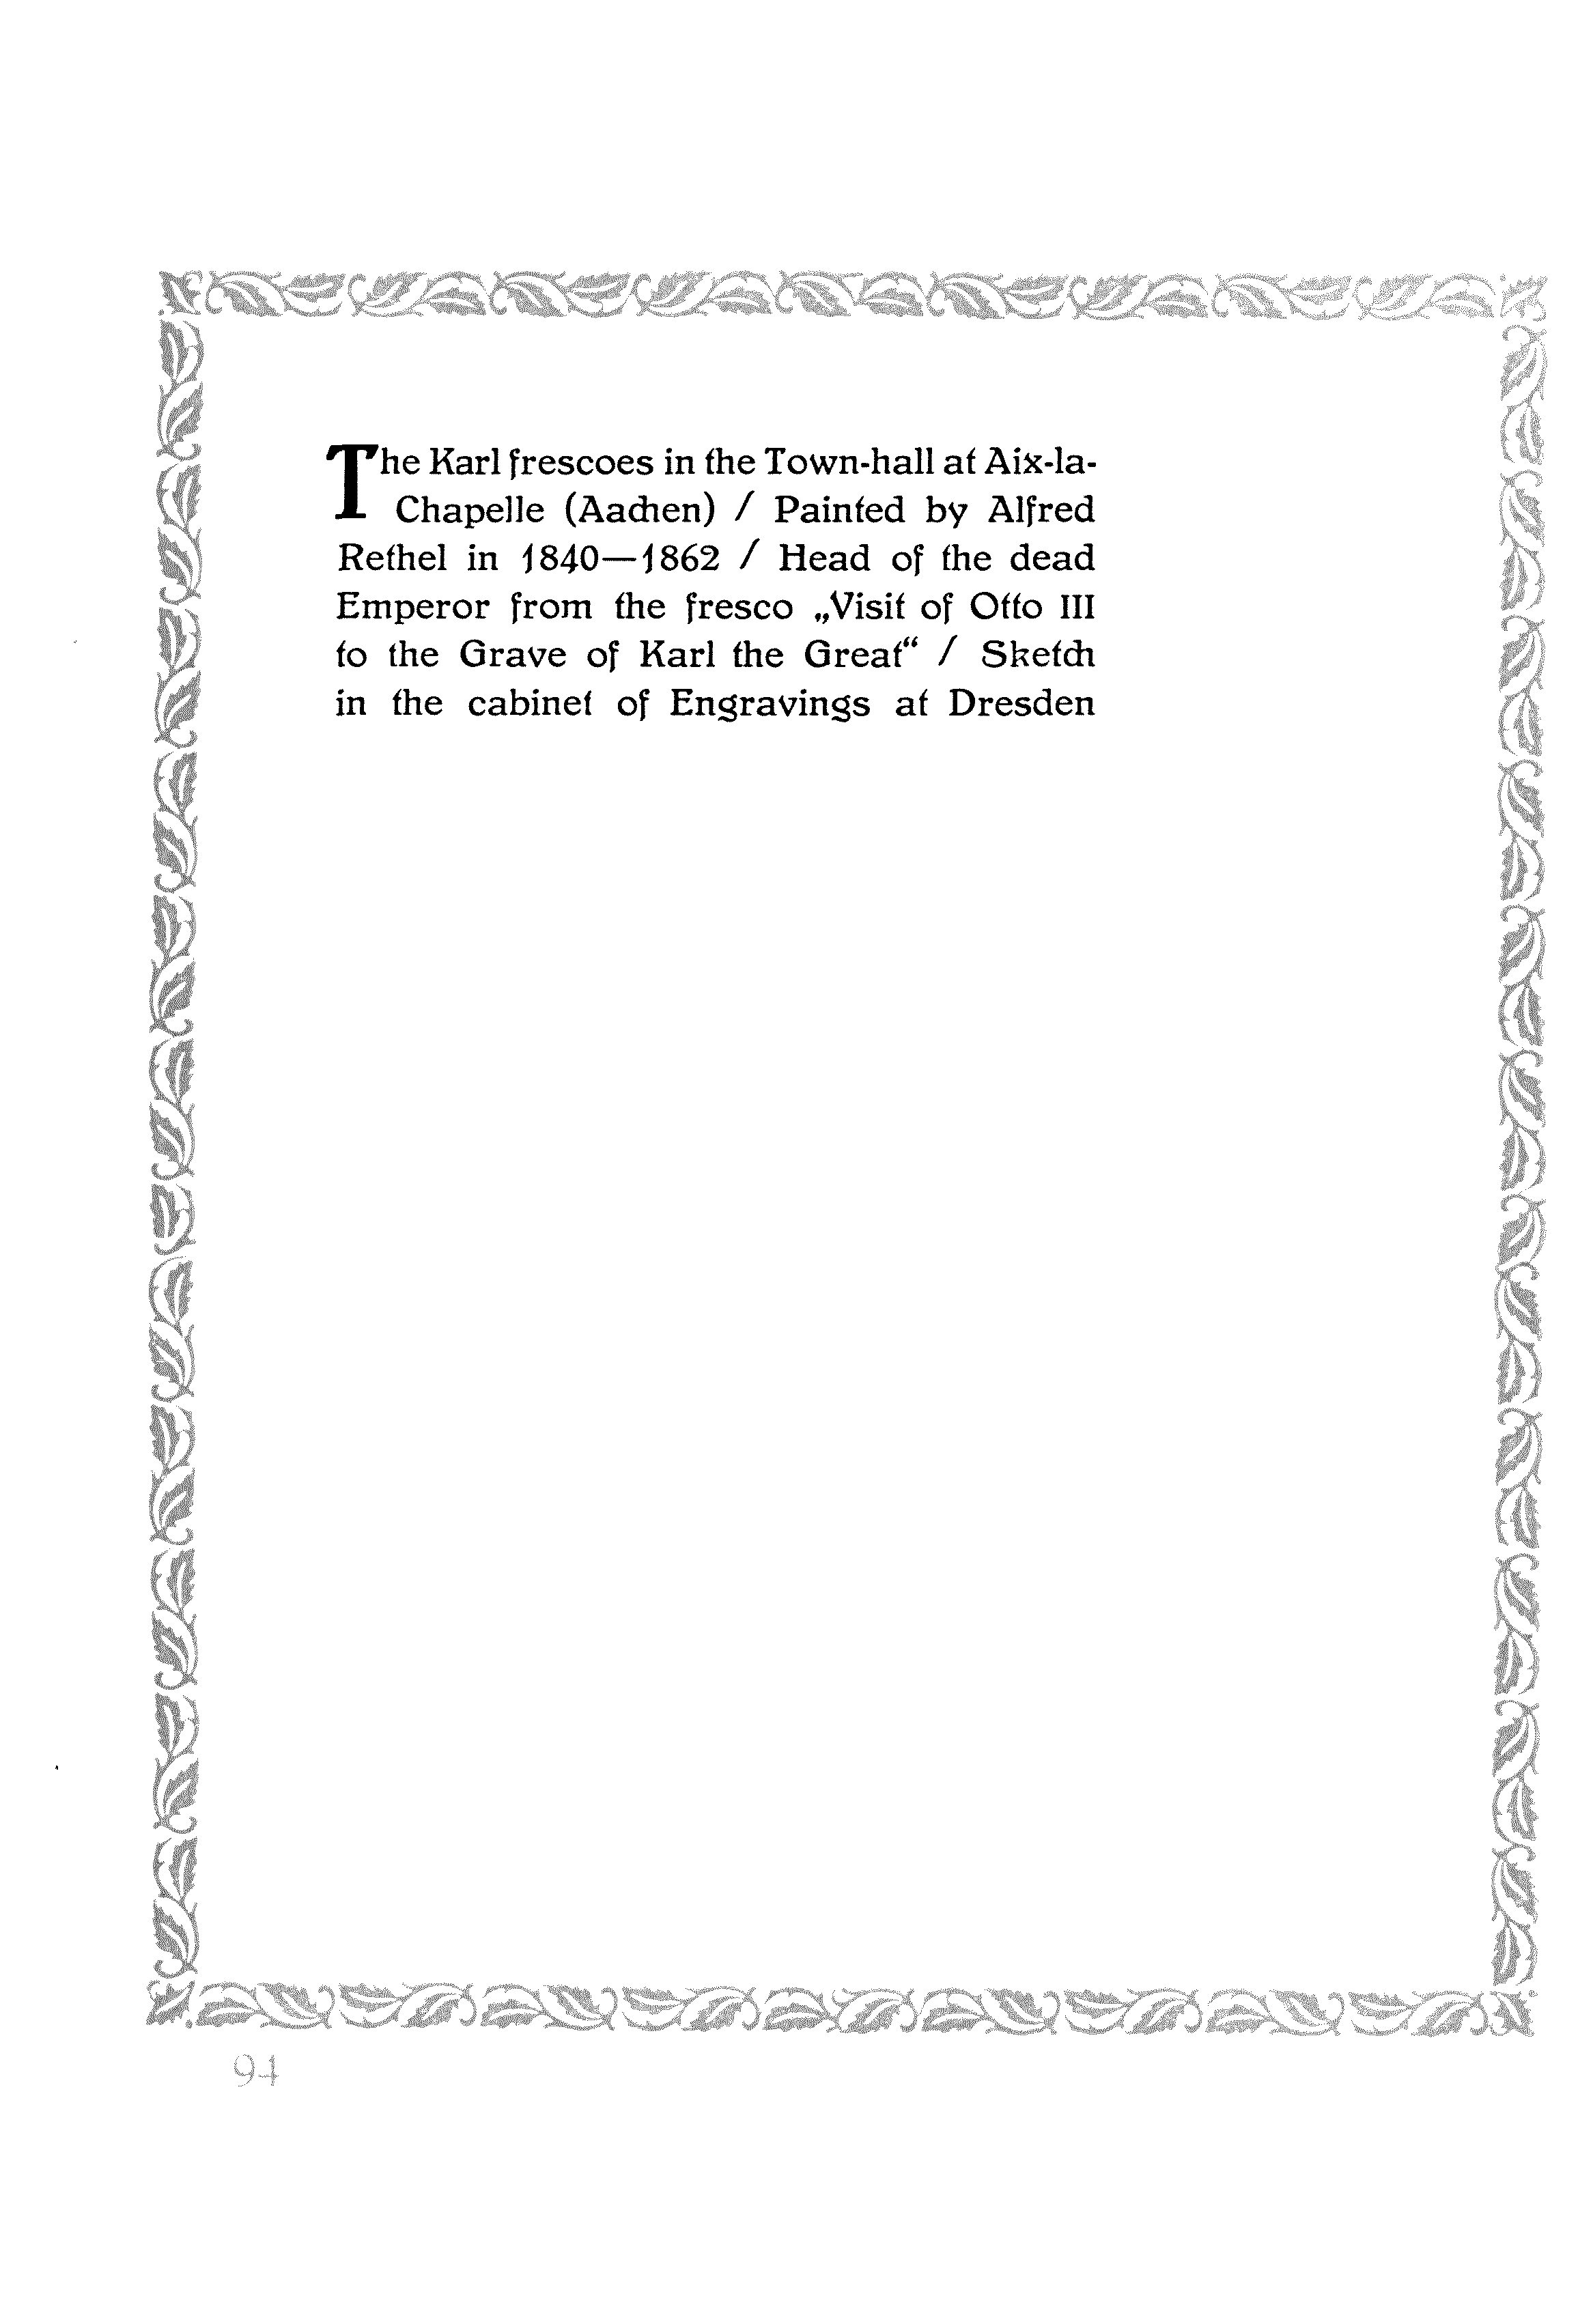 The Karl frescoes in the Town-hall at Aix-la-
Chapelle (Aachen) / Painted by Alfred
Rethel in 1840—1862 / Head of the dead
Emperor from the fresco „Visit of Otto III
to the Grave of Karl the Great“ / Sketch
in the cabinet of Engravings at Dresden
94